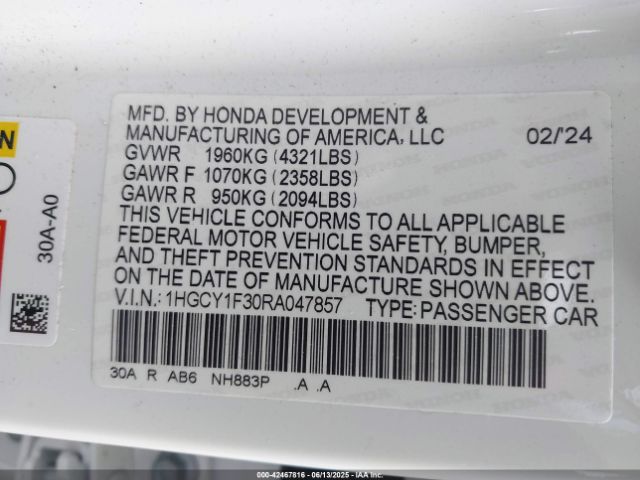 MFD. BY HONDA DEVELOPMENT &
MANUFACTURING OF AMERICA, LLC 02/'24
GVWR 1960KG (4321LBS)
GAWR F 1070KG (2358LBS)
GAWR R 950KG (2094LBS)
THIS VEHICLE CONFORMS TO ALL APPLICABLE
FEDERAL MOTOR VEHICLE SAFETY, BUMPER,
AND THEFT PREVENTION STANDARDS IN EFFECT
ON THE DATE OF MANUFACTURE SHOWN ABOVE.
V.I.N.: 1HGCY1F30RA047857 TYPE: PASSENGER CAR
30A R AB6 NH883P .A .A
30A-A0
000-42467816 - 06/13/2025 - IAA Inc.